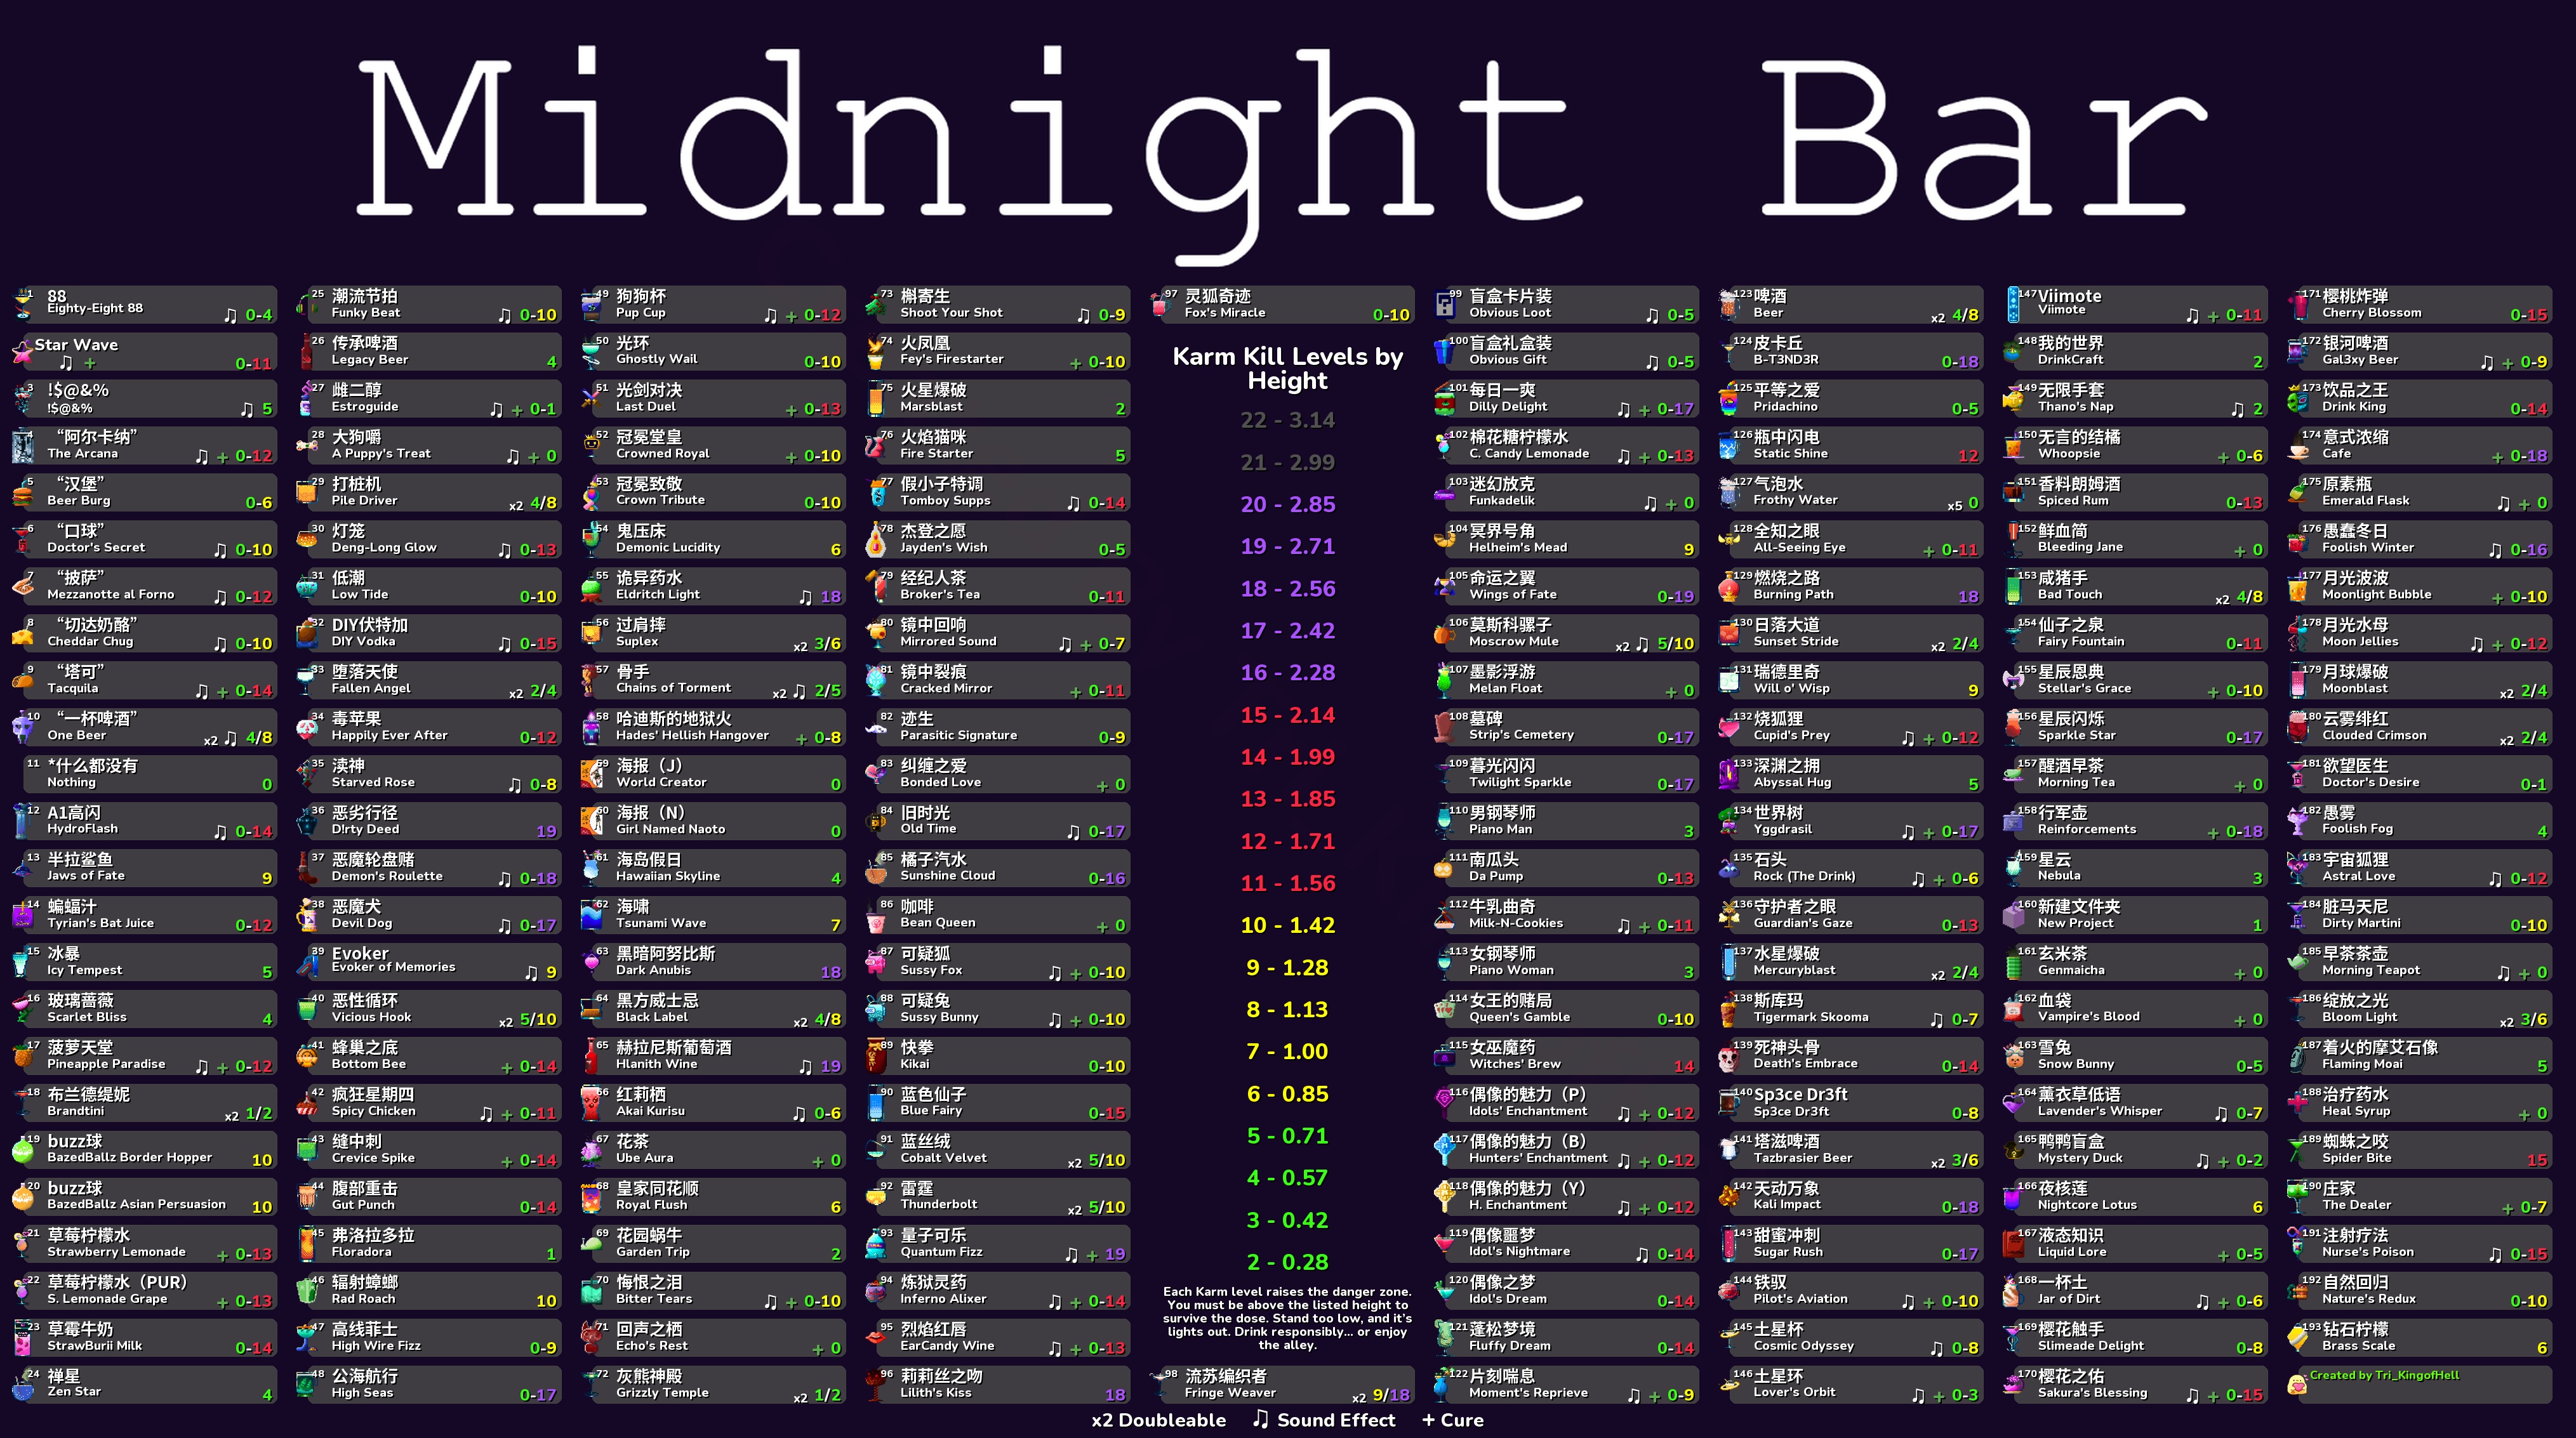 Midnight Bar
1 88
Eighty-Eight 88
♫ 0-4
Star Wave
♫ + 0-11
3 !$@&%
!$@&%
♫ 5
4 “阿尔卡纳”
The Arcana
♫ + 0-12
5 “汉堡”
Beer Burg
0-6
6 “口球”
Doctor's Secret
♫ 0-10
7 “披萨”
Mezzanotte al Forno
♫ 0-12
8 “切达奶酪”
Cheddar Chug
♫ 0-10
9 “塔可”
Tacquila
♫ + 0-14
10 “一杯啤酒”
One Beer
x2 ♫ 4/8
11 *什么都没有
Nothing
0
12 A1高闪
HydroFlash
♫ 0-14
13 半拉鲨鱼
Jaws of Fate
9
14 蝙蝠汁
Tyrian's Bat Juice
0-12
15 冰暴
Icy Tempest
5
16 玻璃蔷薇
Scarlet Bliss
4
17 菠萝天堂
Pineapple Paradise
♫ + 0-12
18 布兰德缇妮
Brandtini
x2 1/2
19 buzz球
BazedBallz Border Hopper
10
20 buzz球
BazedBallz Asian Persuasion
10
21 草莓柠檬水
Strawberry Lemonade
+ 0-13
22 草莓柠檬水（PUR）
S. Lemonade Grape
+ 0-13
23 草霉牛奶
StrawBurii Milk
0-14
24 禅星
Zen Star
4
25 潮流节拍
Funky Beat
♫ 0-10
26 传承啤酒
Legacy Beer
4
27 雌二醇
Estroguide
♫ + 0-1
28 大狗嚼
A Puppy's Treat
♫ + 0
29 打桩机
Pile Driver
x2 4/8
30 灯笼
Deng-Long Glow
♫ 0-13
31 低潮
Low Tide
0-10
32 DIY伏特加
DIY Vodka
♫ 0-15
33 堕落天使
Fallen Angel
x2 2/4
34 毒苹果
Happily Ever After
0-12
35 渎神
Starved Rose
♫ 0-8
36 恶劣行径
D!rty Deed
19
37 恶魔轮盘赌
Demon's Roulette
♫ 0-18
38 恶魔犬
Devil Dog
♫ 0-17
39 Evoker
Evoker of Memories
♫ 9
40 恶性循环
Vicious Hook
x2 5/10
41 蜂巢之底
Bottom Bee
+ 0-14
42 疯狂星期四
Spicy Chicken
♫ + 0-11
43 缝中刺
Crevice Spike
+ 0-14
44 腹部重击
Gut Punch
0-14
45 弗洛拉多拉
Floradora
1
46 辐射蟑螂
Rad Roach
10
47 高线菲士
High Wire Fizz
0-9
48 公海航行
High Seas
0-17
49 狗狗杯
Pup Cup
♫ + 0-12
50 光环
Ghostly Wail
0-10
51 光剑对决
Last Duel
+ 0-13
52 冠冕堂皇
Crowned Royal
+ 0-10
53 冠冕致敬
Crown Tribute
0-10
54 鬼压床
Demonic Lucidity
6
55 诡异药水
Eldritch Light
♫ 18
56 过肩摔
Suplex
x2 3/6
57 骨手
Chains of Torment
x2 ♫ 2/5
58 哈迪斯的地狱火
Hades' Hellish Hangover
+ 0-8
59 海报（J）
World Creator
0
60 海报（N）
Girl Named Naoto
0
61 海岛假日
Hawaiian Skyline
4
62 海啸
Tsunami Wave
7
63 黑暗阿努比斯
Dark Anubis
18
64 黑方威士忌
Black Label
x2 4/8
65 赫拉尼斯葡萄酒
Hlanith Wine
♫ 19
66 红莉栖
Akai Kurisu
♫ 0-6
67 花茶
Ube Aura
+ 0
68 皇家同花顺
Royal Flush
6
69 花园蜗牛
Garden Trip
2
70 悔恨之泪
Bitter Tears
♫ + 0-10
71 回声之栖
Echo's Rest
+ 0
72 灰熊神殿
Grizzly Temple
x2 1/2
73 槲寄生
Shoot Your Shot
♫ 0-9
74 火凤凰
Fey's Firestarter
+ 0-10
75 火星爆破
Marsblast
2
76 火焰猫咪
Fire Starter
5
77 假小子特调
Tomboy Supps
♫ 0-14
78 杰登之愿
Jayden's Wish
0-5
79 经纪人茶
Broker's Tea
0-11
80 镜中回响
Mirrored Sound
♫ + 0-7
81 镜中裂痕
Cracked Mirror
+ 0-11
82 迹生
Parasitic Signature
0-9
83 纠缠之爱
Bonded Love
+ 0
84 旧时光
Old Time
♫ 0-17
85 橘子汽水
Sunshine Cloud
0-16
86 咖啡
Bean Queen
+ 0
87 可疑狐
Sussy Fox
♫ + 0-10
88 可疑兔
Sussy Bunny
♫ + 0-10
89 快拳
Kikai
0-10
90 蓝色仙子
Blue Fairy
0-15
91 蓝丝绒
Cobalt Velvet
x2 5/10
92 雷霆
Thunderbolt
x2 5/10
93 量子可乐
Quantum Fizz
♫ + 19
94 炼狱灵药
Inferno Alixer
♫ + 0-14
95 烈焰红唇
EarCandy Wine
♫ + 0-13
96 莉莉丝之吻
Lilith's Kiss
18
97 灵狐奇迹
Fox's Miracle
0-10
Karm Kill Levels by
Height
22 - 3.14
21 - 2.99
20 - 2.85
19 - 2.71
18 - 2.56
17 - 2.42
16 - 2.28
15 - 2.14
14 - 1.99
13 - 1.85
12 - 1.71
11 - 1.56
10 - 1.42
9 - 1.28
8 - 1.13
7 - 1.00
6 - 0.85
5 - 0.71
4 - 0.57
3 - 0.42
2 - 0.28
Each Karm level raises the danger zone.
You must be above the listed height to
survive the dose. Stand too low, and it's
lights out. Drink responsibly... or enjoy
the alley.
98 流苏编织者
Fringe Weaver
x2 9/18
99 盲盒卡片装
Obvious Loot
♫ 0-5
100 盲盒礼盒装
Obvious Gift
♫ 0-5
101 每日一爽
Dilly Delight
♫ + 0-17
102 棉花糖柠檬水
C. Candy Lemonade
♫ + 0-13
103 迷幻放克
Funkadelik
♫ + 0
104 冥界号角
Helheim's Mead
9
105 命运之翼
Wings of Fate
0-19
106 莫斯科骡子
Moscrow Mule
x2 ♫ 5/10
107 墨影浮游
Melan Float
+ 0
108 墓碑
Strip's Cemetery
0-17
109 暮光闪闪
Twilight Sparkle
0-17
110 男钢琴师
Piano Man
3
111 南瓜头
Da Pump
0-13
112 牛乳曲奇
Milk-N-Cookies
♫ + 0-11
113 女钢琴师
Piano Woman
3
114 女王的赌局
Queen's Gamble
0-10
115 女巫魔药
Witches' Brew
14
116 偶像的魅力（P）
Idols' Enchantment
♫ + 0-12
117 偶像的魅力（B）
Hunters' Enchantment
♫ + 0-12
118 偶像的魅力（Y）
H. Enchantment
♫ + 0-12
119 偶像噩梦
Idol's Nightmare
♫ 0-14
120 偶像之梦
Idol's Dream
0-14
121 蓬松梦境
Fluffy Dream
0-14
122 片刻喘息
Moment's Reprieve
♫ + 0-9
123 啤酒
Beer
x2 4/8
124 皮卡丘
B-T3ND3R
0-18
125 平等之爱
Pridachino
0-5
126 瓶中闪电
Static Shine
12
127 气泡水
Frothy Water
x5 0
128 全知之眼
All-Seeing Eye
+ 0-11
129 燃烧之路
Burning Path
18
130 日落大道
Sunset Stride
x2 2/4
131 瑞德里奇
Will o' Wisp
9
132 烧狐狸
Cupid's Prey
♫ + 0-12
133 深渊之拥
Abyssal Hug
5
134 世界树
Yggdrasil
♫ + 0-17
135 石头
Rock (The Drink)
♫ + 0-6
136 守护者之眼
Guardian's Gaze
0-13
137 水星爆破
Mercuryblast
x2 2/4
138 斯库玛
Tigermark Skooma
♫ 0-7
139 死神头骨
Death's Embrace
0-14
140 Sp3ce Dr3ft
Sp3ce Dr3ft
0-8
141 塔滋啤酒
Tazbrasier Beer
x2 3/6
142 天动万象
Kali Impact
0-18
143 甜蜜冲刺
Sugar Rush
0-17
144 铁驭
Pilot's Aviation
♫ + 0-10
145 土星杯
Cosmic Odyssey
♫ 0-8
146 土星环
Lover's Orbit
♫ + 0-3
147 Viimote
Viimote
♫ + 0-11
148 我的世界
DrinkCraft
2
149 无限手套
Thano's Nap
♫ 2
150 无言的结橘
Whoopsie
+ 0-6
151 香料朗姆酒
Spiced Rum
0-13
152 鲜血简
Bleeding Jane
+ 0
153 咸猪手
Bad Touch
x2 4/8
154 仙子之泉
Fairy Fountain
0-11
155 星辰恩典
Stellar's Grace
+ 0-10
156 星辰闪烁
Sparkle Star
0-17
157 醒酒早茶
Morning Tea
+ 0
158 行军壶
Reinforcements
+ 0-18
159 星云
Nebula
3
160 新建文件夹
New Project
1
161 玄米茶
Genmaicha
+ 0
162 血袋
Vampire's Blood
+ 0
163 雪兔
Snow Bunny
0-5
164 薰衣草低语
Lavender's Whisper
♫ 0-7
165 鸭鸭盲盒
Mystery Duck
♫ + 0-2
166 夜核莲
Nightcore Lotus
6
167 液态知识
Liquid Lore
+ 0-5
168 一杯土
Jar of Dirt
♫ + 0-6
169 樱花触手
Slimeade Delight
0-8
170 樱花之佑
Sakura's Blessing
♫ + 0-15
171 樱桃炸弹
Cherry Blossom
0-15
172 银河啤酒
Gal3xy Beer
♫ + 0-9
173 饮品之王
Drink King
0-14
174 意式浓缩
Cafe
+ 0-18
175 原素瓶
Emerald Flask
♫ + 0
176 愚蠢冬日
Foolish Winter
♫ 0-16
177 月光波波
Moonlight Bubble
+ 0-10
178 月光水母
Moon Jellies
♫ + 0-12
179 月球爆破
Moonblast
x2 2/4
180 云雾绯红
Clouded Crimson
x2 2/4
181 欲望医生
Doctor's Desire
0-1
182 愚雾
Foolish Fog
4
183 宇宙狐狸
Astral Love
♫ 0-12
184 脏马天尼
Dirty Martini
0-10
185 早茶茶壶
Morning Teapot
♫ + 0
186 绽放之光
Bloom Light
x2 3/6
187 着火的摩艾石像
Flaming Moai
5
188 治疗药水
Heal Syrup
+ 0
189 蜘蛛之咬
Spider Bite
15
190 庄家
The Dealer
+ 0-7
191 注射疗法
Nurse's Poison
♫ 0-15
192 自然回归
Nature's Redux
0-10
193 钻石柠檬
Brass Scale
6
Created by Tri_KingofHell
x2 Doubleable ♫ Sound Effect + Cure